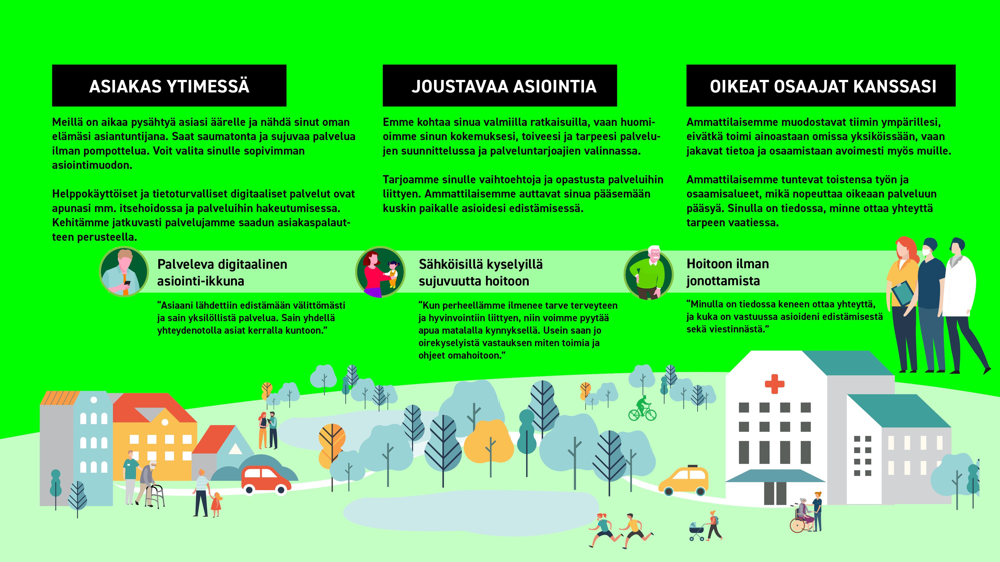 ASIAKAS YTIMESSÄ
Meillä on aikaa pysähtyä asiasi äärelle ja nähdä sinut oman
elämäsi asiantuntijana. Saat saumatonta ja sujuvaa palvelua
ilman pompottelua. Voit valita sinulle sopivimman
asiointimuodon.
Helppokäyttöiset ja tietoturvalliset digitaaliset palvelut ovat
apunasi mm. itsehoidossa ja palveluihin hakeutumisessa.
Kehitämme jatkuvasti palvelujamme saadun asiakaspalaut-
teen perusteella.
JOUSTAVAA ASIOINTIA
Emme kohtaa sinua valmiilla ratkaisuilla, vaan huomi-
oimme sinun kokemuksesi, toiveesi ja tarpeesi palvelu-
jen suunnittelussa ja palveluntarjoajien valinnassa.
Tarjoamme sinulle vaihtoehtoja ja opastusta palveluihin
liittyen. Ammattilaisemme auttavat sinua pääsemään
kuskin paikalle asioidesi edistämisessä.
OIKEAT OSAAJAT KANSSASI
Ammattilaisemme muodostavat tiimin ympärillesi,
eivätkä toimi ainoastaan omissa yksiköissään, vaan
jakavat tietoa ja osaamistaan avoimesti myös muille.
Ammattilaisemme tuntevat toistensa työn ja
osaamisalueet, mikä nopeuttaa oikeaan palveluun
pääsyä. Sinulla on tiedossa, minne ottaa yhteyttä
tarpeen vaatiessa.
Palveleva digitaalinen
asiointi-ikkuna
“Asiaani lähdettiin edistämään välittömästi
ja sain yksilöllistä palvelua. Sain yhdellä
yhteydenotolla asiat kerralla kuntoon.”
Sähköisillä kyselyillä
sujuvuutta hoitoon
“Kun perheellämme ilmenee tarve terveyteen
ja hyvinvointiin liittyen, niin voimme pyytää
apua matalalla kynnyksellä. Usein saan jo
oirekyselyistä vastauksen miten toimia ja
ohjeet omahoitoon.”
Hoitoon ilman
jonottamista
“Minulla on tiedossa keneen ottaa yhteyttä,
ja kuka on vastuussa asioideni edistämisestä
sekä viestinnästä.”